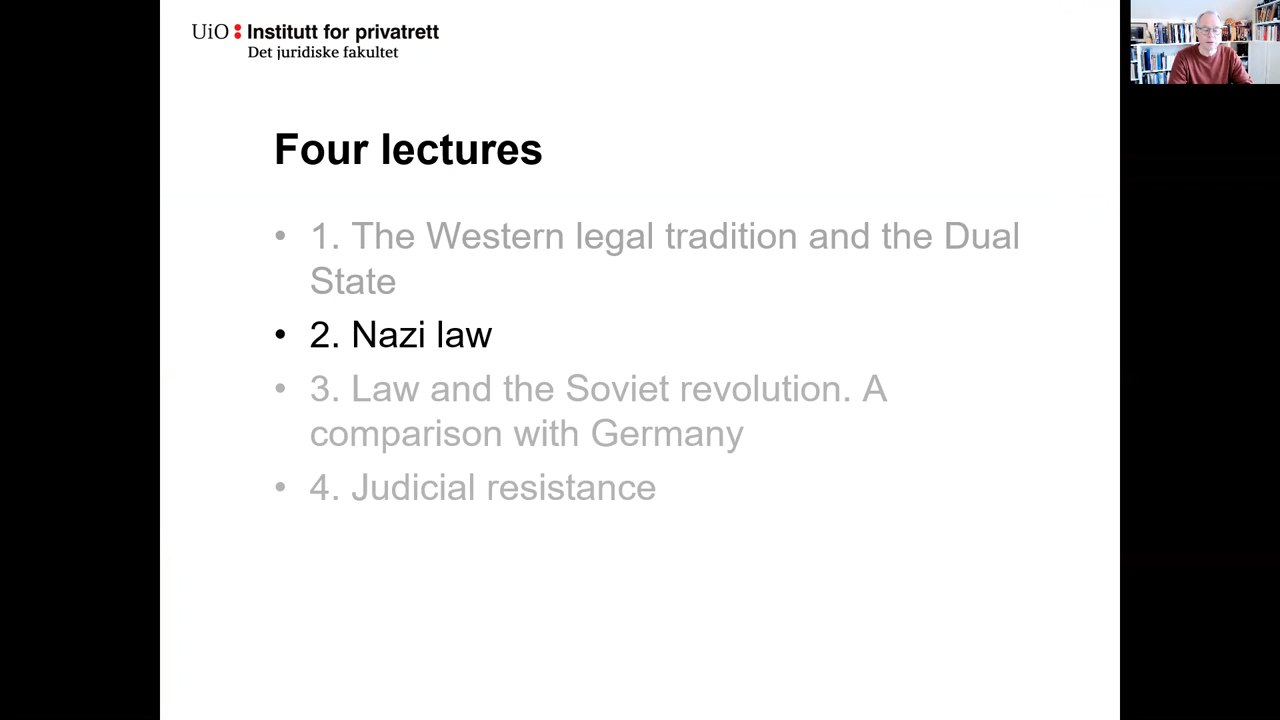 UiO : Institutt for privatrett
Det juridiske fakultet
Four lectures
• 1. The Western legal tradition and the Dual
State
• 2. Nazi law
• 3. Law and the Soviet revolution. A
comparison with Germany
• 4. Judicial resistance